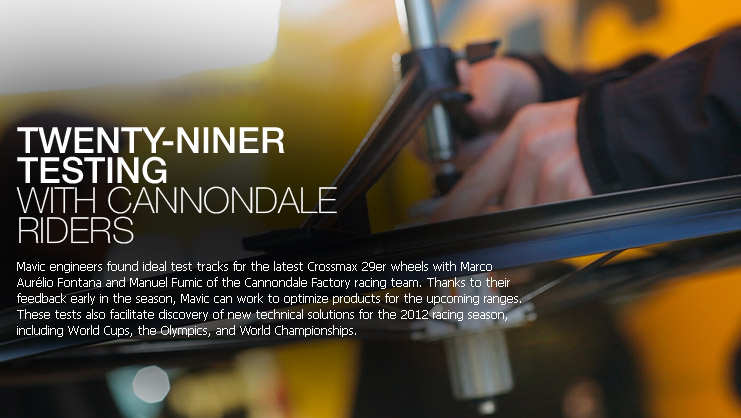 TWENTY-NINER
TESTING
WITH CANNONDALE
RIDERS
Mavic engineers found ideal test tracks for the latest Crossmax 29er wheels with Marco
Aurélio Fontana and Manuel Fumic of the Cannondale Factory racing team. Thanks to their
feedback early in the season, Mavic can work to optimize products for the upcoming ranges.
These tests also facilitate discovery of new technical solutions for the 2012 racing season,
including World Cups, the Olympics, and World Championships.